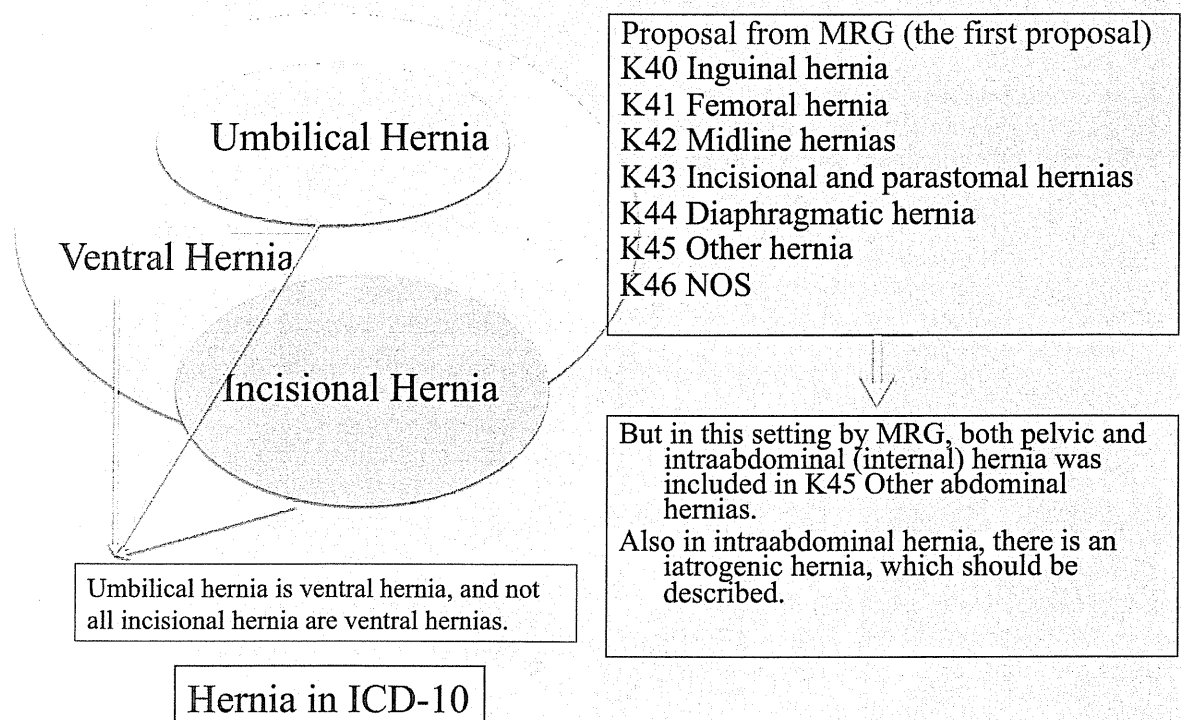 Umbilical Hernia
Ventral Hernia
Incisional Hernia
Umbilical hernia is ventral hernia, and not
all incisional hernia are ventral hernias.
Hernia in ICD-10
Proposal from MRG (the first proposal)
K40 Inguinal hernia
K41 Femoral hernia
K42 Midline hernias
K43 Incisional and parastomal hernias
K44 Diaphragmatic hernia
K45 Other hernia
K46 NOS
But in this setting by MRG, both pelvic and
intraabdominal (internal) hernia was
included in K45 Other abdominal
hernias.
Also in intraabdominal hernia, there is an
iatrogenic hernia, which should be
described.